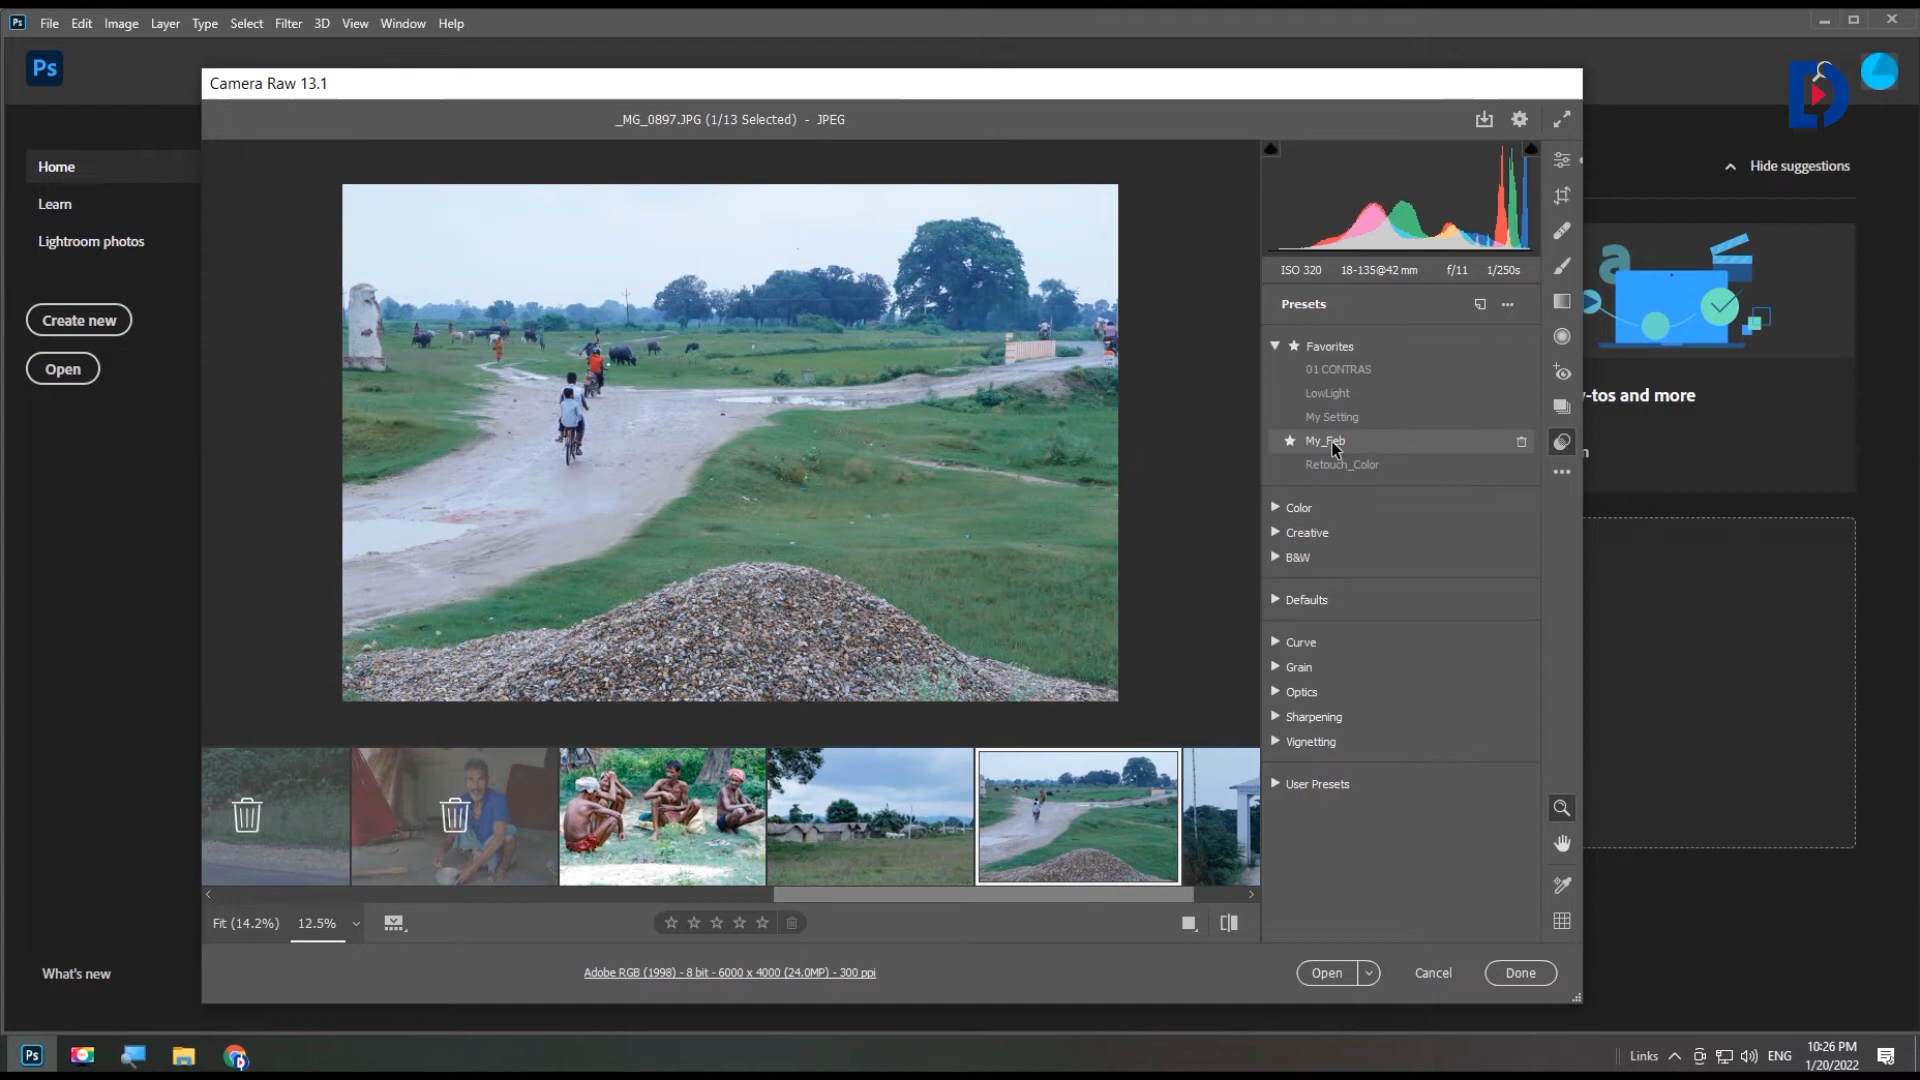 Ps File Edit Image Layer Type Select Filter 3D View Window Help
Ps
Camera Raw 13.1
_MG_0897.JPG (1/13 Selected) - JPEG
Home
Learn
Lightroom photos
Create new
Open
What's new
Hide suggestions
-tos and more
n
ISO 320 18-135@42 mm f/11 1/250s
Presets
Favorites
01 CONTRAS
LowLight
My Setting
My_Feb
Retouch_Color
Color
Creative
B&W
Defaults
Curve
Grain
Optics
Sharpening
Vignetting
User Presets
Fit (14.2%) 12.5%
Adobe RGB (1998) - 8 bit - 6000 x 4000 (24.0MP) - 300 ppi
Open Cancel Done
Ps
Links ENG 10:26 PM
1/20/2022